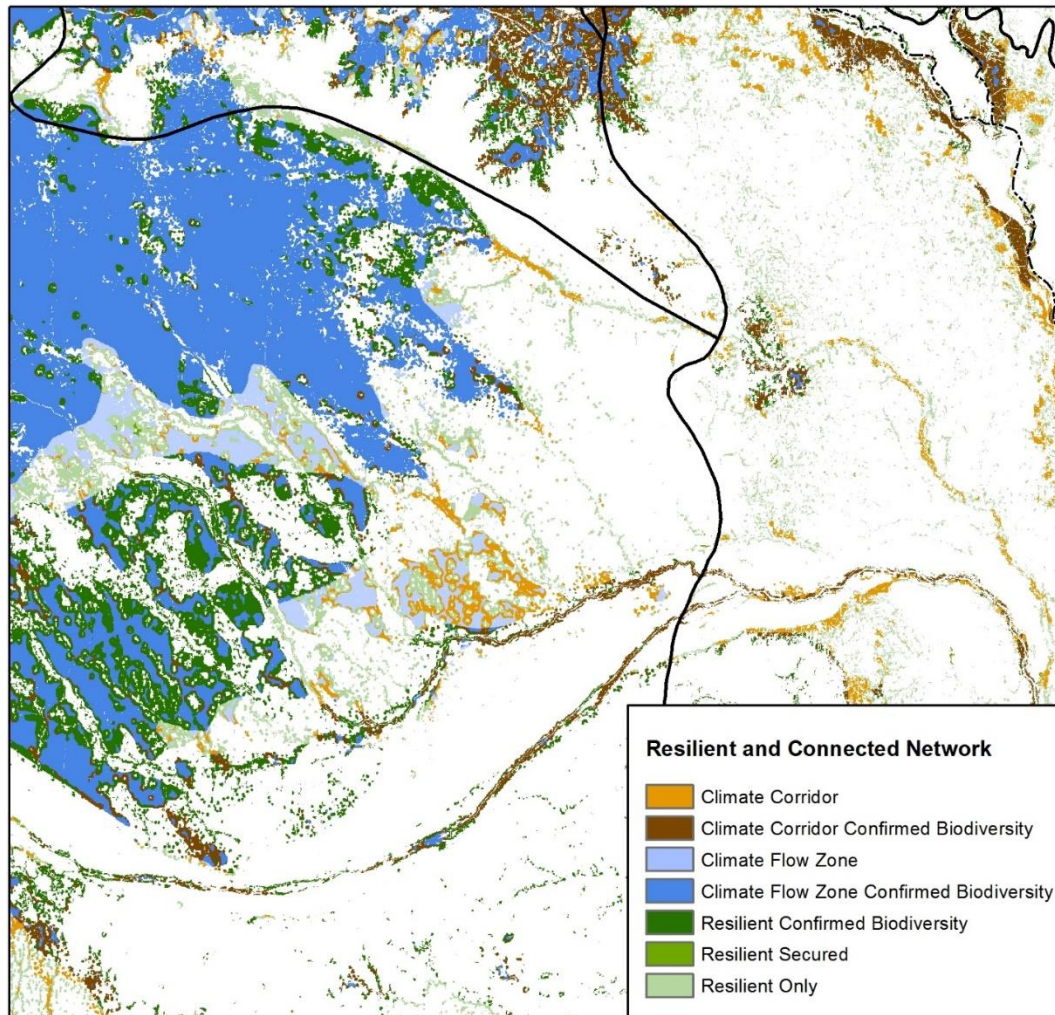 Resilient and Connected Network
Climate Corridor
Climate Corridor Confirmed Biodiversity
Climate Flow Zone
Climate Flow Zone Confirmed Biodiversity
Resilient Confirmed Biodiversity
Resilient Secured
Resilient Only